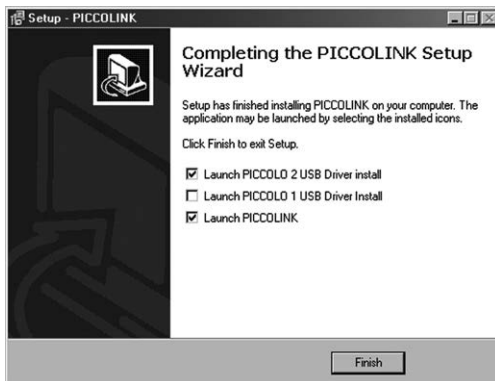 Setup - PICCOLINK
Completing the PICCOLINK Setup
Wizard
Setup has finished installing PICCOLINK on your computer. The
application may be launched by selecting the installed icons.
Click Finish to exit Setup.
Launch PICCOLO 2 USB Driver install
Launch PICCOLO 1 USB Driver Install
Launch PICCOLINK
Finish